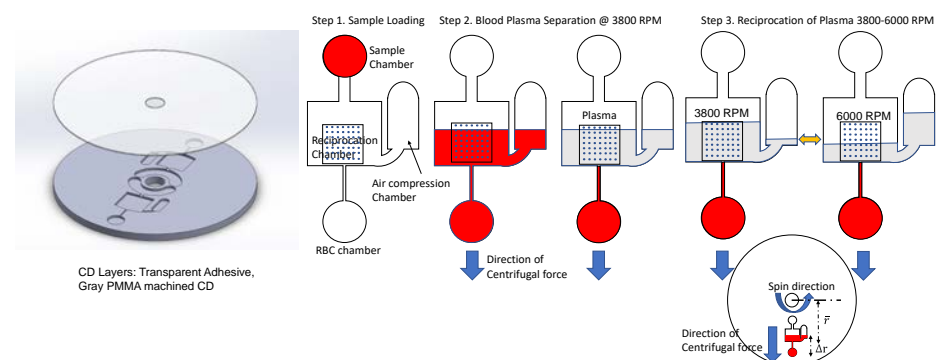 Step 1. Sample Loading
Step 2. Blood Plasma Separation @ 3800 RPM
Step 3. Reciprocation of Plasma 3800-6000 RPM
Sample
Chamber
Reciprocation
Chamber
Air compression
Chamber
RBC chamber
Plasma
Direction of
Centrifugal force
3800 RPM
6000 RPM
CD Layers: Transparent Adhesive,
Gray PMMA machined CD
Spin direction
r̄
Δr
Direction of
Centrifugal force